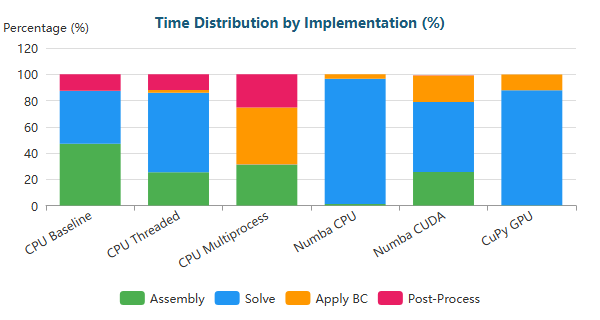 Time Distribution by Implementation (%)
Percentage (%)
120
100
80
60
40
20
0
CPU Baseline
CPU Threaded
CPU Multiprocess
Numba CPU
Numba CUDA
CuPy GPU
Assembly Solve Apply BC Post-Process